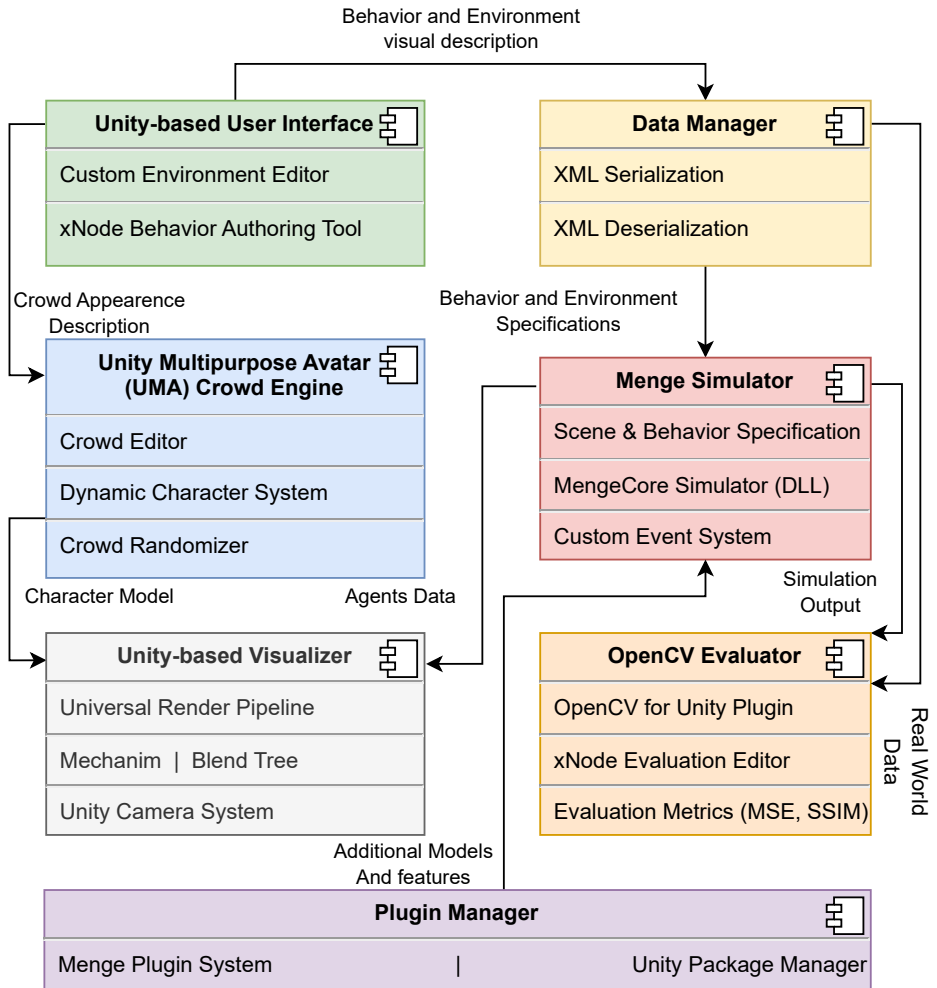 Behavior and Environment
visual description
Unity-based User Interface
Custom Environment Editor
xNode Behavior Authoring Tool
Data Manager
XML Serialization
XML Deserialization
Crowd Appearence
Description
Behavior and Environment
Specifications
Unity Multipurpose Avatar
(UMA) Crowd Engine
Crowd Editor
Dynamic Character System
Crowd Randomizer
Menge Simulator
Scene & Behavior Specification
MengeCore Simulator (DLL)
Custom Event System
Character Model
Agents Data
Simulation
Output
Unity-based Visualizer
Universal Render Pipeline
Mechanim | Blend Tree
Unity Camera System
OpenCV Evaluator
OpenCV for Unity Plugin
xNode Evaluation Editor
Evaluation Metrics (MSE, SSIM)
Real World
Data
Additional Models
And features
Plugin Manager
Menge Plugin System | Unity Package Manager